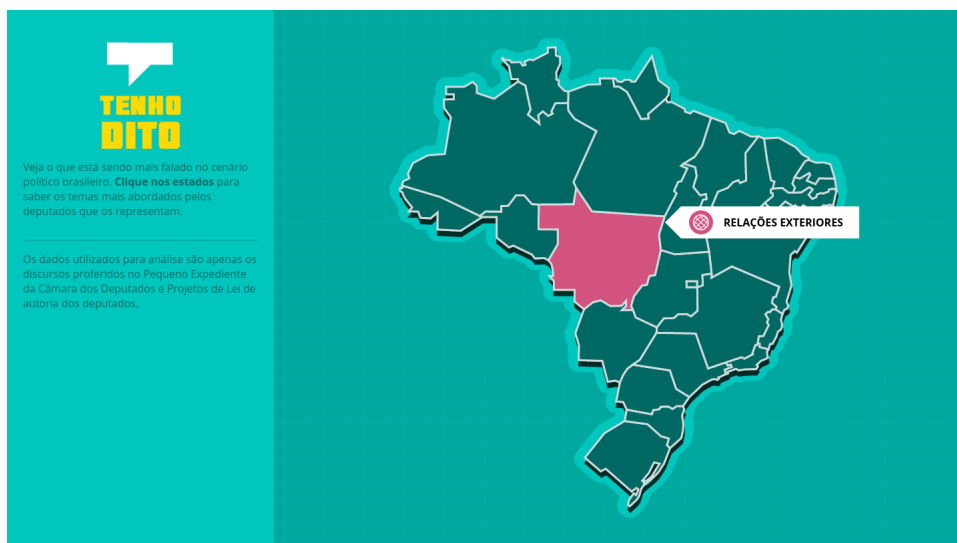 TENHO
DITO
Veja o que está sendo mais falado no cenário
político brasileiro. Clique nos estados para
saber os temas mais abordados pelos
deputados que os representam.
Os dados utilizados para análise são apenas os
discursos proferidos no Pequeno Expediente
da Câmara dos Deputados e Projetos de Lei de
autoria dos deputados.
RELAÇÕES EXTERIORES